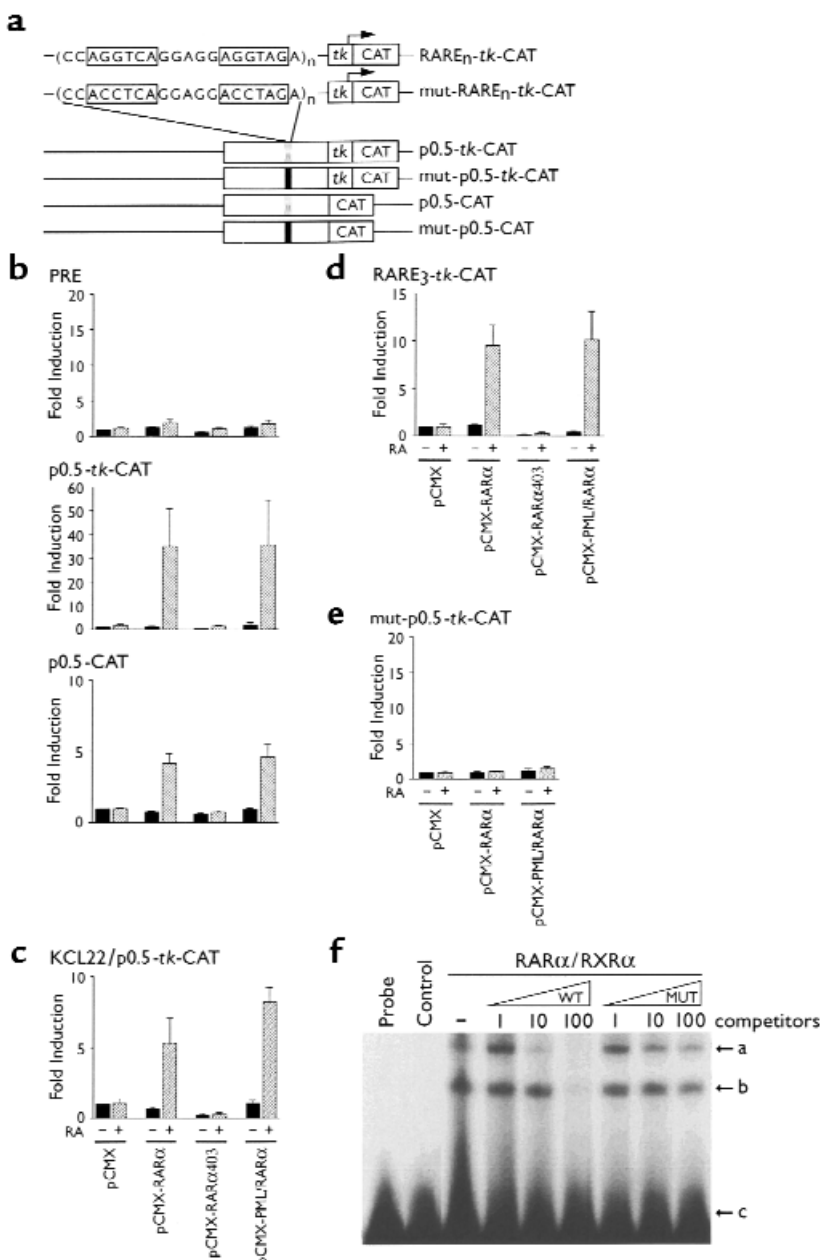 a
–(CCAGGTCAGGAGGAGGTAGA)n tk CAT RAREn-tk-CAT
–(CCACCTCAGGAGGACCTAGA)n tk CAT mut-RAREn-tk-CAT
tk CAT p0.5-tk-CAT
tk CAT mut-p0.5-tk-CAT
CAT p0.5-CAT
CAT mut-p0.5-CAT
b
PRE
Fold Induction
20
15
10
5
0
p0.5-tk-CAT
Fold Induction
60
50
40
30
20
10
0
p0.5-CAT
Fold Induction
10
5
0
c
KCL22/p0.5-tk-CAT
Fold Induction
10
5
0
RA – + – + – + – +
pCMX
pCMX-RARα
pCMX-RARα403
pCMX-PML/RARα
d
RARE3-tk-CAT
Fold Induction
15
10
5
0
RA – + – + – + – +
pCMX
pCMX-RARα
pCMX-RARα403
pCMX-PML/RARα
e
mut-p0.5-tk-CAT
Fold Induction
20
15
10
5
0
RA – + – + – +
pCMX
pCMX-RARα
pCMX-PML/RARα
f
RARα/RXRα
Probe
Control
WT MUT
– 1 10 100 1 10 100 competitors
←a
←b
←c